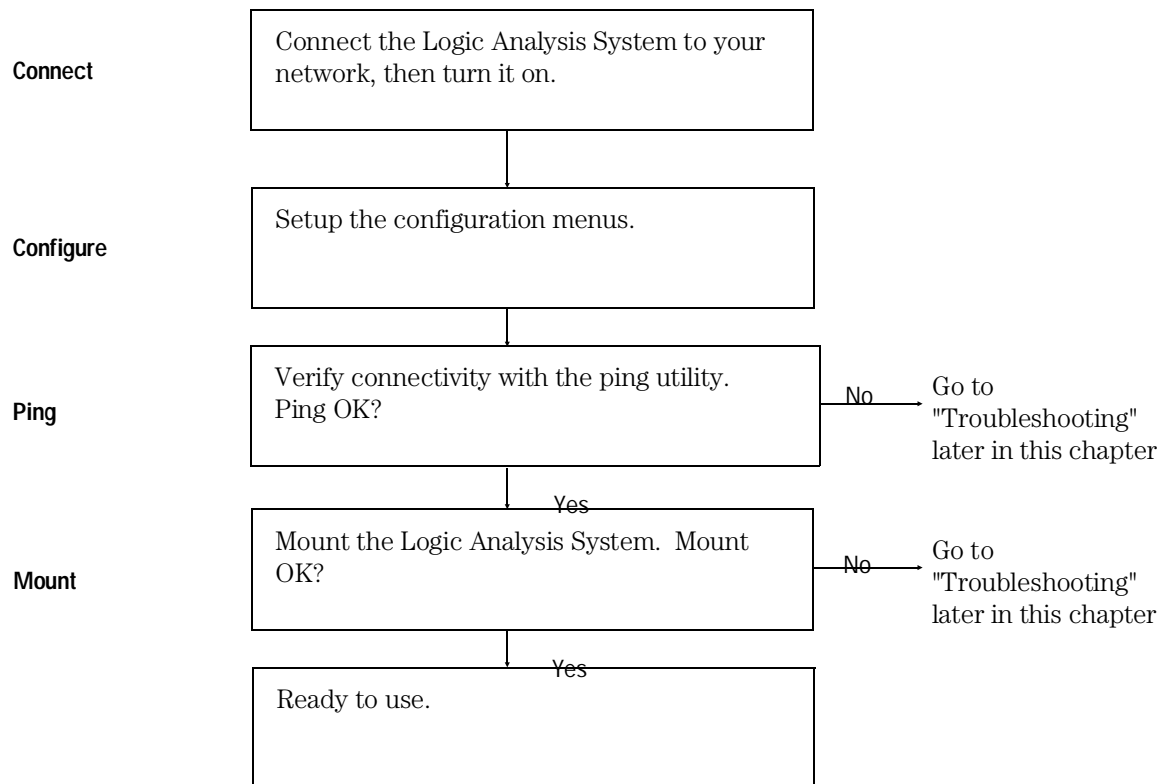 Connect
Connect the Logic Analysis System to your
network, then turn it on.
Configure
Setup the configuration menus.
Ping
Verify connectivity with the ping utility.
Ping OK?
No
Go to
"Troubleshooting"
later in this chapter
Yes
Mount
Mount the Logic Analysis System.  Mount
OK?
No
Go to
"Troubleshooting"
later in this chapter
Yes
Ready to use.